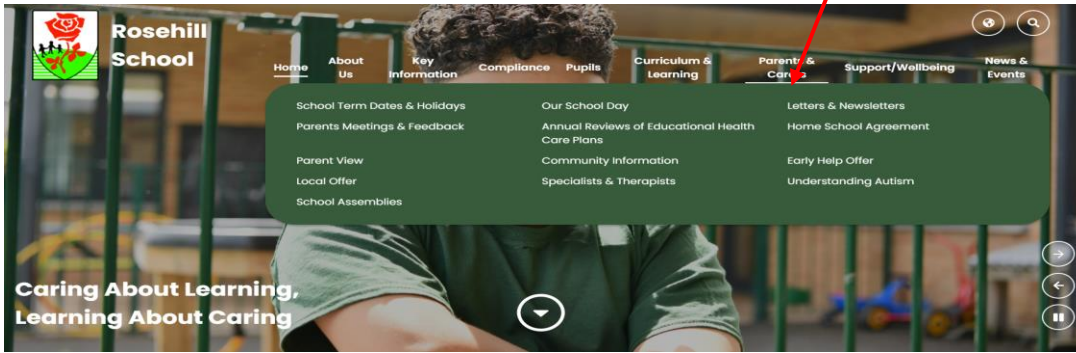 Rosehill
School
Home
About
Us
Key
Information
Compliance
Pupils
Curriculum &
Learning
Parents &
Carers
Support/Wellbeing
News &
Events
School Term Dates & Holidays
Our School Day
Letters & Newsletters
Parents Meetings & Feedback
Annual Reviews of Educational Health
Care Plans
Home School Agreement
Parent View
Community Information
Early Help Offer
Local Offer
Specialists & Therapists
Understanding Autism
School Assemblies
Caring About Learning,
Learning About Caring